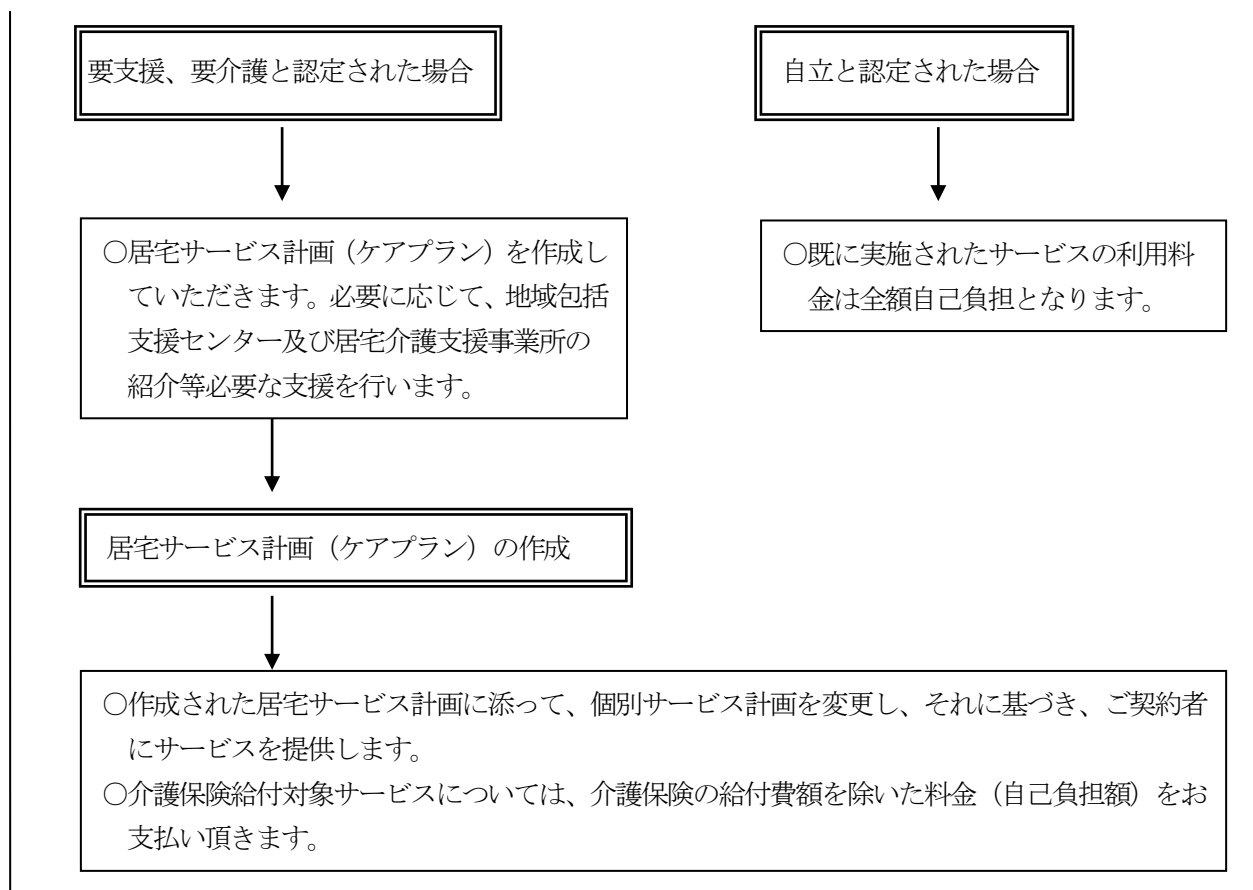 要支援、要介護と認定された場合
自立と認定された場合
○居宅サービス計画（ケアプラン）を作成し
ていただきます。必要に応じて、地域包括
支援センター及び居宅介護支援事業所の
紹介等必要な支援を行います。
○既に実施されたサービスの利用料
金は全額自己負担となります。
居宅サービス計画（ケアプラン）の作成
○作成された居宅サービス計画に添って、個別サービス計画を変更し、それに基づき、ご契約者
にサービスを提供します。
○介護保険給付対象サービスについては、介護保険の給付費額を除いた料金（自己負担額）をお
支払い頂きます。